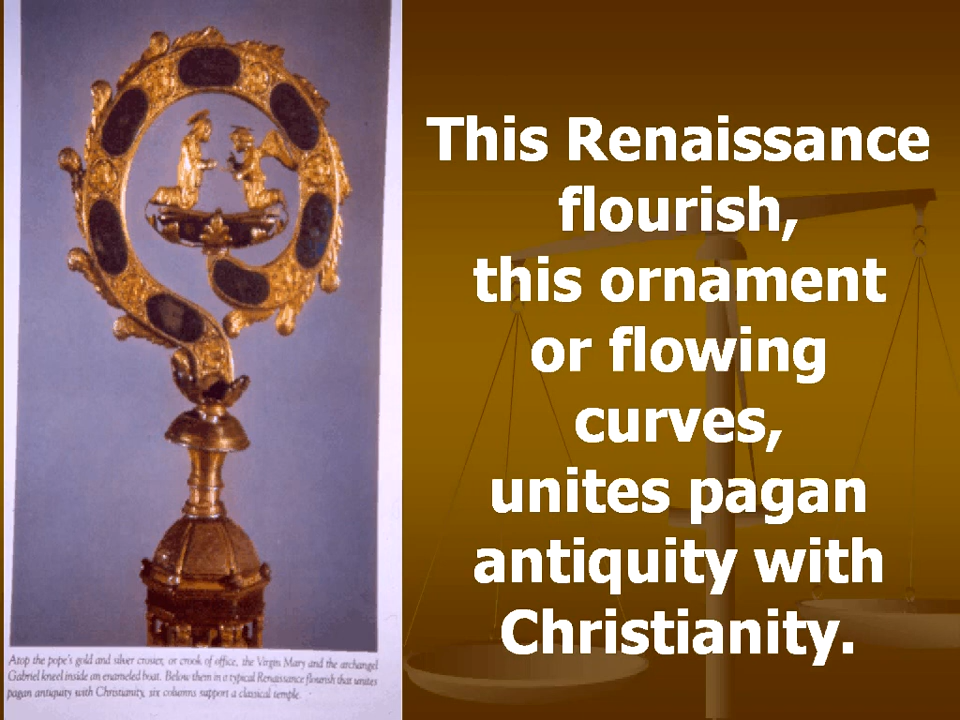 Atop the pope's gold and silver crosier, or crook of office, the Virgin Mary and the archangel
Gabriel kneel inside an enameled boat. Below them in a typical Renaissance flourish that unites
pagan antiquity with Christianity, six columns support a classical temple.
This Renaissance
flourish,
this ornament
or flowing
curves,
unites pagan
antiquity with
Christianity.